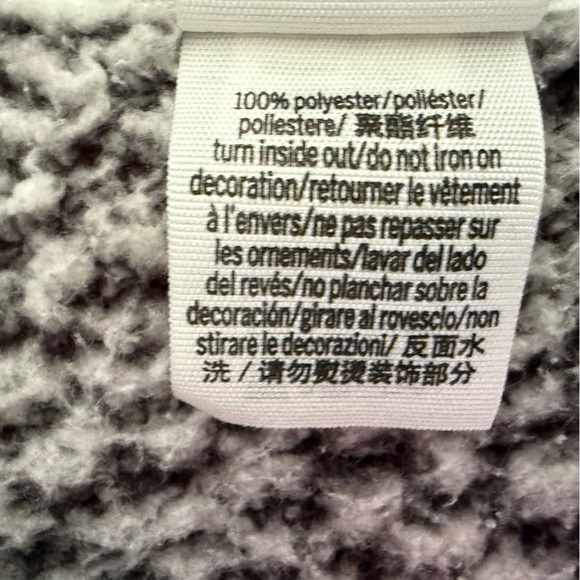 100% polyester/poliéster/
poliestere/ 聚酯纤维
turn inside out/do not iron on
decoration/retourner le vêtement
à l'envers/ne pas repasser sur
les ornements/lavar del lado
del revés/no planchar sobre la
decoración/girare al rovescio/non
stirare le decorazioni/ 反面水
洗 / 请勿熨烫装饰部分